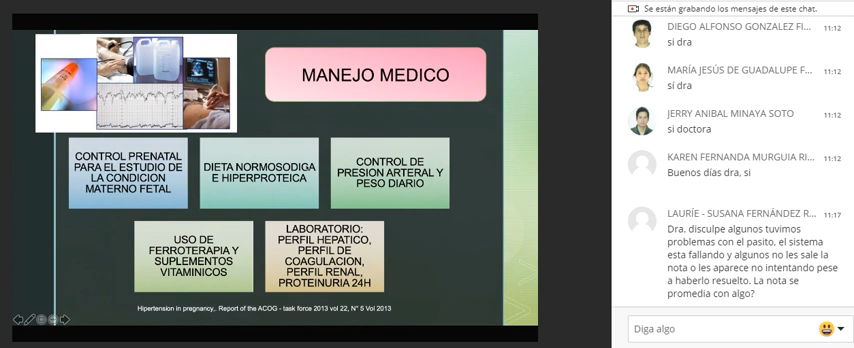 MANEJO MEDICO
CONTROL PRENATAL
PARA EL ESTUDIO DE
LA CONDICION
MATERNO FETAL
DIETA NORMOSODIGA
E HIPERPROTEICA
CONTROL DE
PRESION ARTERAL Y
PESO DIARIO
USO DE
FERROTERAPIA Y
SUPLEMENTOS
VITAMINICOS
LABORATORIO:
PERFIL HEPATICO,
PERFIL DE
COAGULACION,
PERFIL RENAL,
PROTEINURIA 24H
Hipertension in pregnancy,. Report of the ACOG - task force 2013 vol 22, N° 5 Vol 2013
Se están grabando los mensajes de este chat.
DIEGO ALFONSO GONZALEZ FI... 11:12
si dra
MARÍA JESÚS DE GUADALUPE F... 11:12
sí dra
JERRY ANIBAL MINAYA SOTO 11:12
si doctora
KAREN FERNANDA MURGUIA RI... 11:12
Buenos días dra, si
LAURÍE - SUSANA FERNÁNDEZ R... 11:17
Dra. disculpe algunos tuvimos
problemas con el pasito, el sistema
esta fallando y algunos no les sale la
nota o les aparece no intentando pese
a haberlo resuelto. La nota se
promedia con algo?
Diga algo